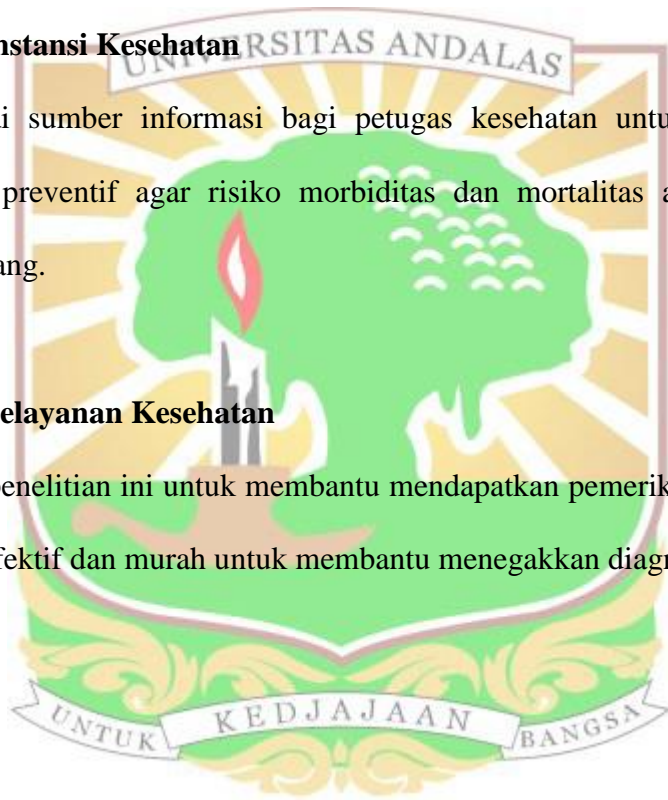 nstansi Kesehatan
UNIVERSITAS ANDALAS
i sumber informasi bagi petugas kesehatan untu
preventif agar risiko morbiditas dan mortalitas a
ang.
elayanan Kesehatan
penelitian ini untuk membantu mendapatkan pemerik
fektif dan murah untuk membantu menegakkan diagn
UNTUK KEDJAJAAN BANGSA